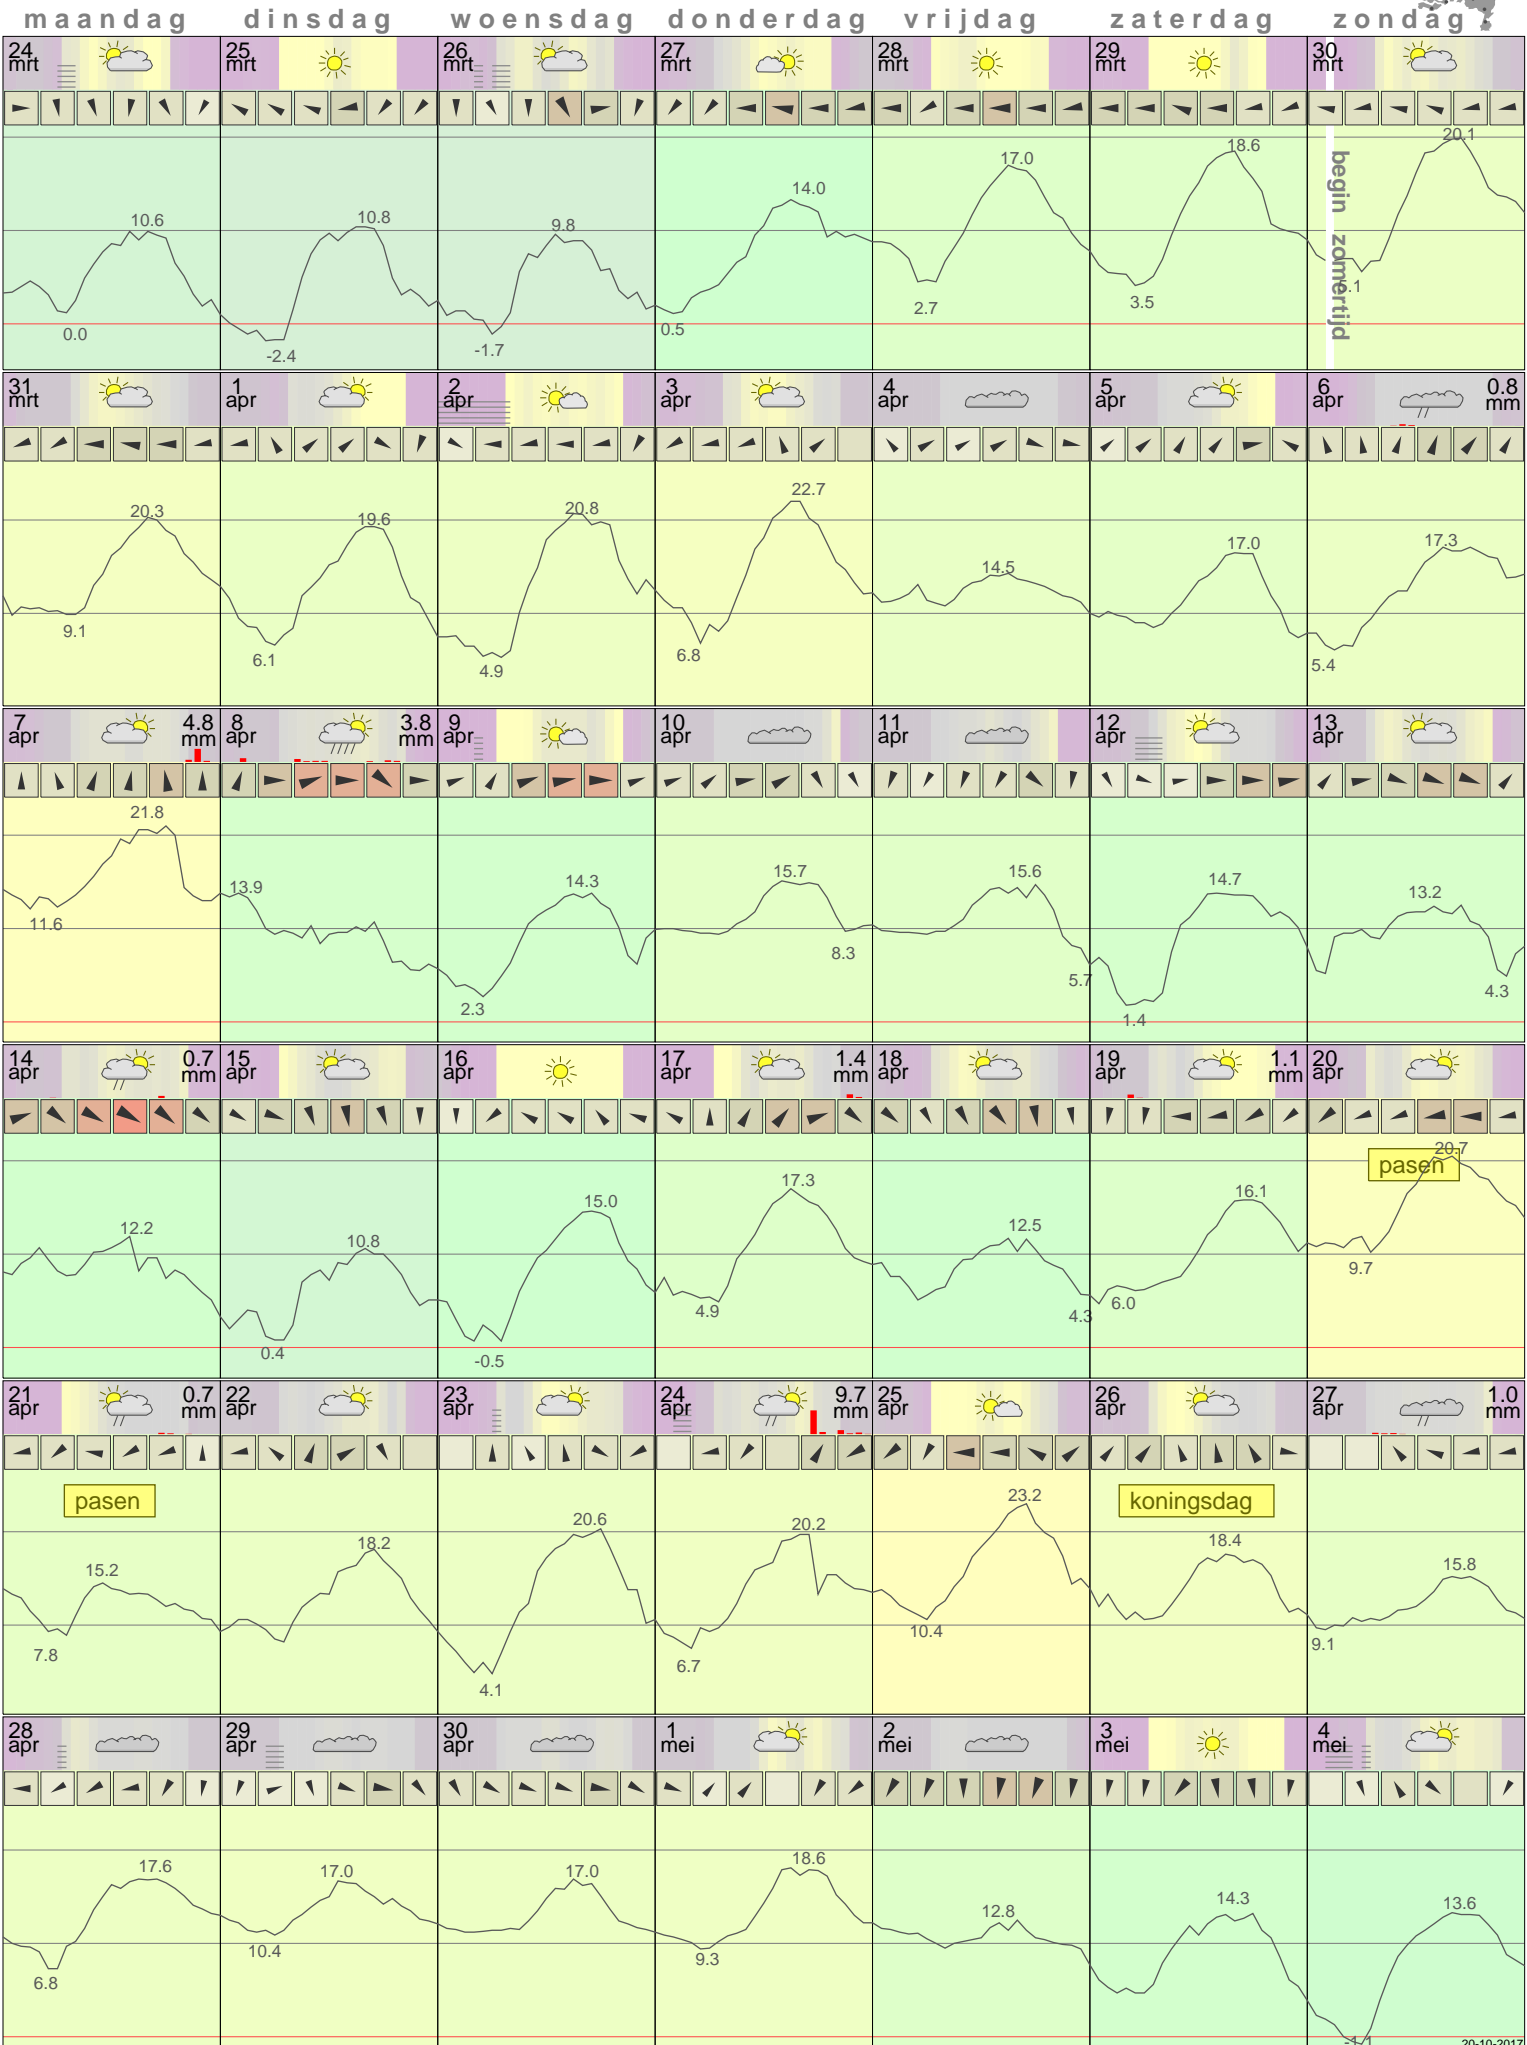 maandag dinsdag woensdag donderdag vrijdag zaterdag zondag
24 mrt 25 mrt 26 mrt 27 mrt 28 mrt 29 mrt 30 mrt
10.6 0.0 10.8 -2.4 9.8 -1.7 14.0 0.5 17.0 2.7 18.6 3.5 20.1
begin zomertijd
31 mrt 1 apr 2 apr 3 apr 4 apr 5 apr 6 apr 0.8 mm
20.3 9.1 19.6 6.1 20.8 4.9 22.7 6.8 14.5 17.0 17.3 5.4
7 apr 4.8 mm 8 apr 3.8 mm 9 apr 10 apr 11 apr 12 apr 13 apr
21.8 11.6 13.9 14.3 2.3 15.7 8.3 15.6 5.7 14.7 1.4 13.2 4.3
14 apr 0.7 mm 15 apr 16 apr 17 apr 1.4 mm 18 apr 19 apr 1.1 mm 20 apr
pasen
12.2 10.8 0.4 15.0 -0.5 17.3 4.9 12.5 4.3 16.1 6.0 20.7 9.7
21 apr 0.7 mm 22 apr 23 apr 24 apr 9.7 mm 25 apr 26 apr 27 apr 1.0 mm
pasen koningsdag
15.2 7.8 18.2 20.6 4.1 20.2 6.7 23.2 10.4 18.4 15.8 9.1
28 apr 29 apr 30 apr 1 mei 2 mei 3 mei 4 mei
17.6 6.8 17.0 10.4 17.0 18.6 9.3 12.8 14.3 13.6 -1.1
20-10-2017